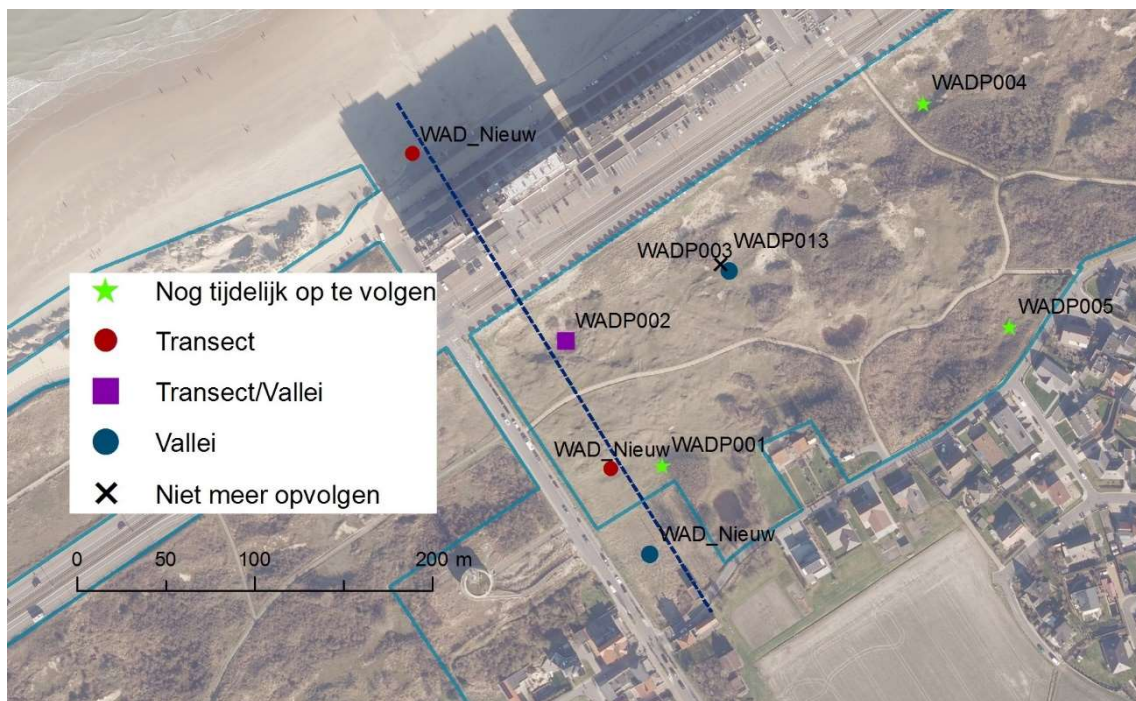 WADP004
WAD_Nieuw
WADP003
WADP013
Nog tijdelijk op te volgen
Transect
WADP002
WADP005
Transect/Vallei
Vallei
WAD_Nieuw
WADP001
Niet meer opvolgen
WAD_Nieuw
0 50 100 200 m